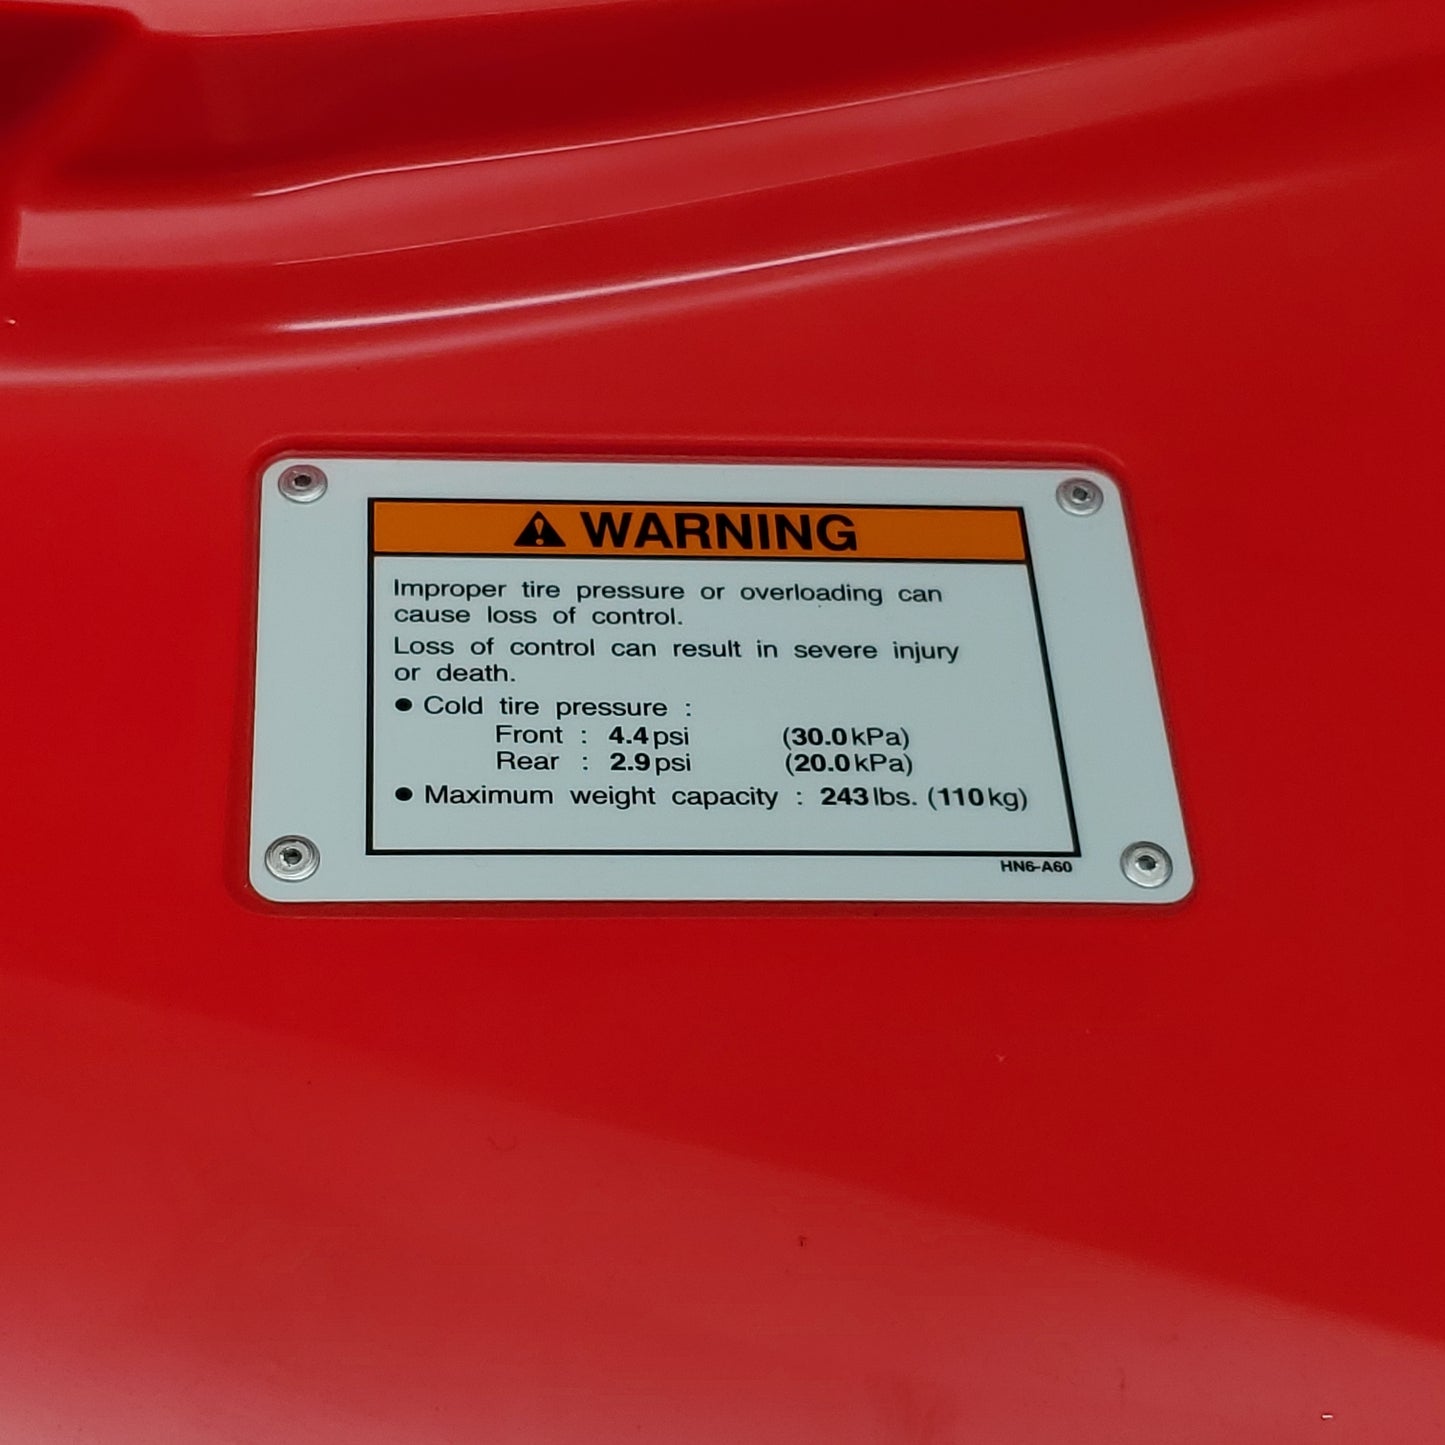 WARNING
Improper tire pressure or overloading can
cause loss of control.
Loss of control can result in severe injury
or death.
● Cold tire pressure :
Front : 4.4 psi (30.0 kPa)
Rear : 2.9 psi (20.0 kPa)
● Maximum weight capacity : 243 lbs. (110 kg)
HN6-A60